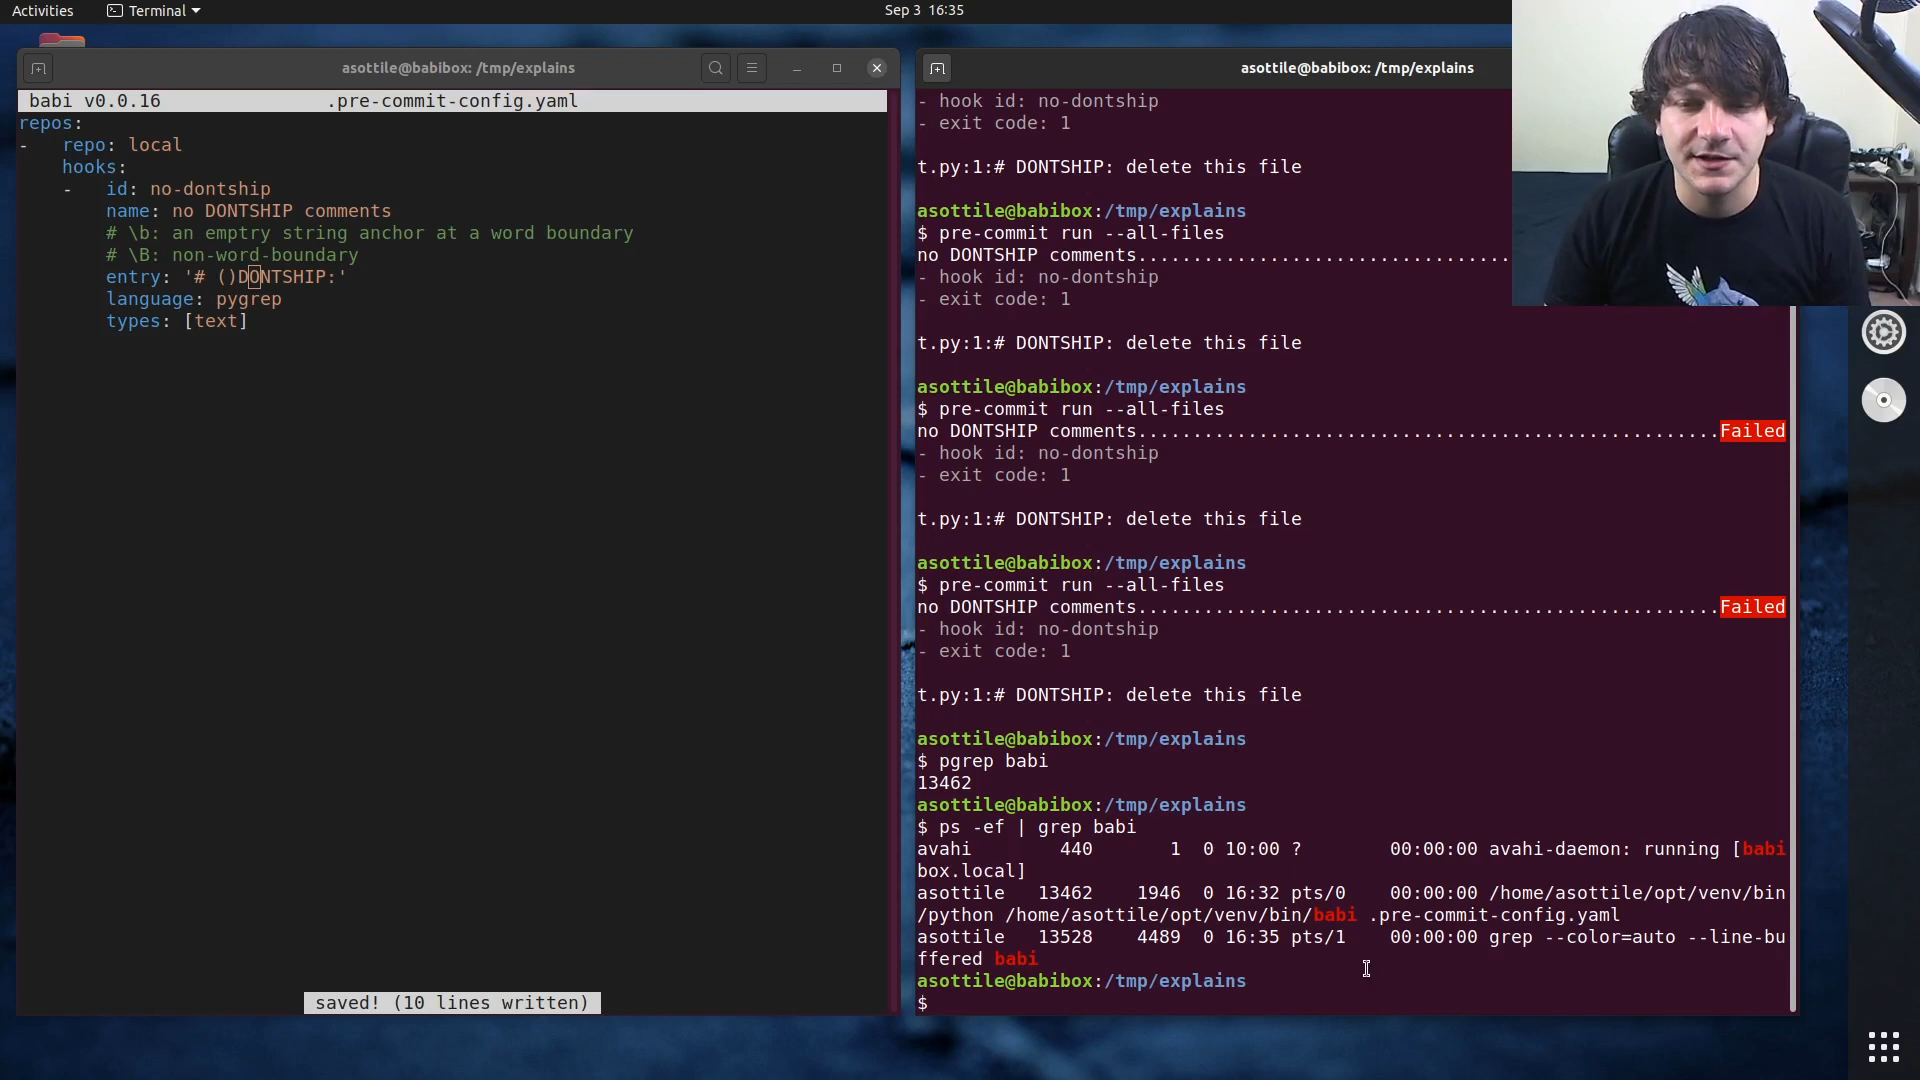 Activities Terminal Sep 3 16:35
asottile@babibox: /tmp/explains
babi v0.0.16 .pre-commit-config.yaml
repos:
-   repo: local
    hooks:
    -   id: no-dontship
        name: no DONTSHIP comments
        # \b: an emptry string anchor at a word boundary
        # \B: non-word-boundary
        entry: '# ()DONTSHIP:'
        language: pygrep
        types: [text]
saved! (10 lines written)
asottile@babibox: /tmp/explains
- hook id: no-dontship
- exit code: 1
t.py:1:# DONTSHIP: delete this file
asottile@babibox:/tmp/explains
$ pre-commit run --all-files
no DONTSHIP comments..................................
- hook id: no-dontship
- exit code: 1
t.py:1:# DONTSHIP: delete this file
asottile@babibox:/tmp/explains
$ pre-commit run --all-files
no DONTSHIP comments.....................................................Failed
- hook id: no-dontship
- exit code: 1
t.py:1:# DONTSHIP: delete this file
asottile@babibox:/tmp/explains
$ pre-commit run --all-files
no DONTSHIP comments.....................................................Failed
- hook id: no-dontship
- exit code: 1
t.py:1:# DONTSHIP: delete this file
asottile@babibox:/tmp/explains
$ pgrep babi
13462
asottile@babibox:/tmp/explains
$ ps -ef | grep babi
avahi        440       1  0 10:00 ?        00:00:00 avahi-daemon: running [babi
box.local]
asottile   13462    1946  0 16:32 pts/0    00:00:00 /home/asottile/opt/venv/bin
/python /home/asottile/opt/venv/bin/babi .pre-commit-config.yaml
asottile   13528    4489  0 16:35 pts/1    00:00:00 grep --color=auto --line-bu
ffered babi
asottile@babibox:/tmp/explains
$